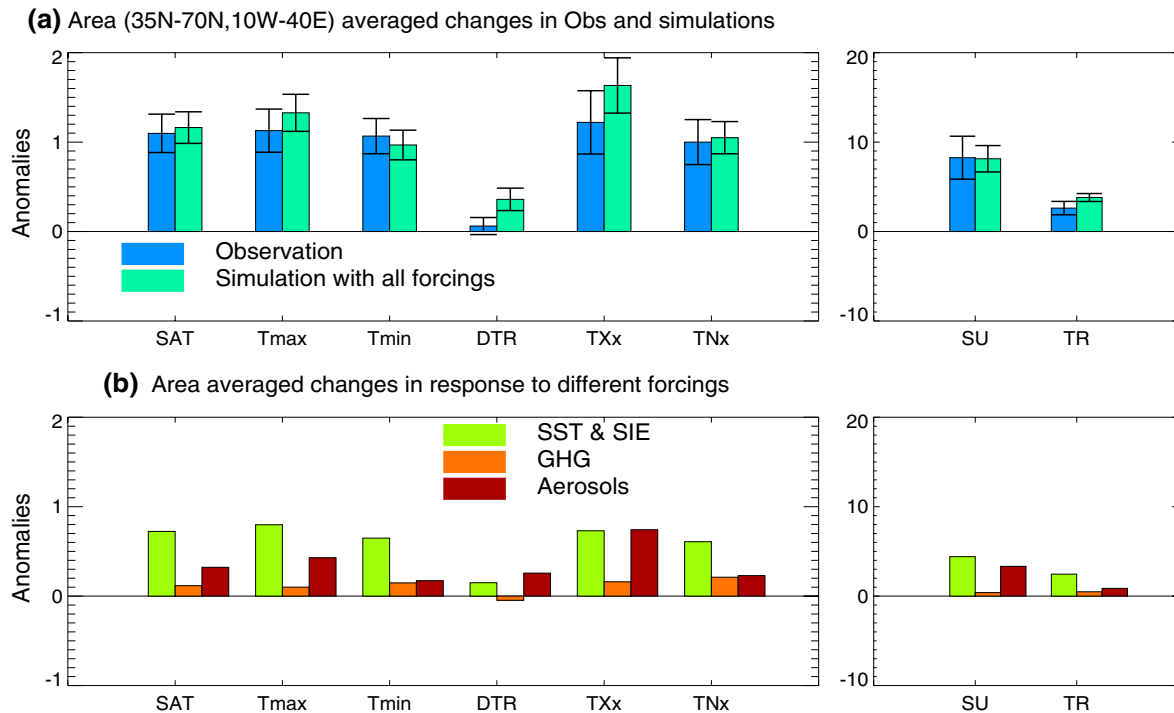 (a) Area (35N-70N,10W-40E) averaged changes in Obs and simulations
2
1
0
-1
Anomalies
Observation
Simulation with all forcings
SAT Tmax Tmin DTR TXx TNx
20
10
0
-10
SU TR
(b) Area averaged changes in response to different forcings
2
1
0
-1
Anomalies
SST & SIE
GHG
Aerosols
SAT Tmax Tmin DTR TXx TNx
20
10
0
-10
SU TR